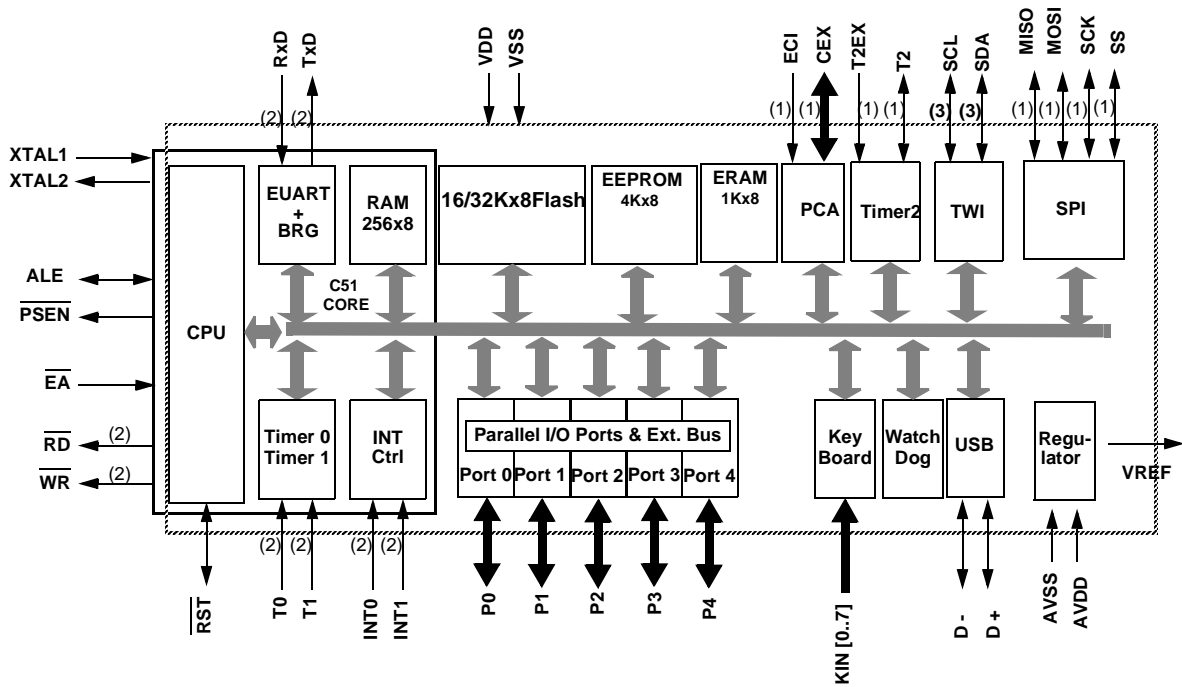 RxD
TxD
VDD
VSS
ECI
CEX
T2EX
T2
SCL
SDA
MISO
MOSI
SCK
SS
(2) (2)
(1) (1) (1) (1) (3) (3) (1) (1) (1) (1)
XTAL1
XTAL2
ALE
PSEN
EA
RD (2)
WR (2)
CPU
EUART
+
BRG
RAM
256x8
C51
CORE
16/32Kx8Flash
EEPROM
4Kx8
ERAM
1Kx8
PCA
Timer2
TWI
SPI
Timer 0
Timer 1
INT
Ctrl
Parallel I/O Ports & Ext. Bus
Port 0 Port 1 Port 2 Port 3 Port 4
Key
Board
Watch
Dog
USB
Regu-
lator
VREF
(2) (2) (2) (2)
RST
T0
T1
INT0
INT1
P0
P1
P2
P3
P4
KIN [0..7]
D -
D +
AVSS
AVDD